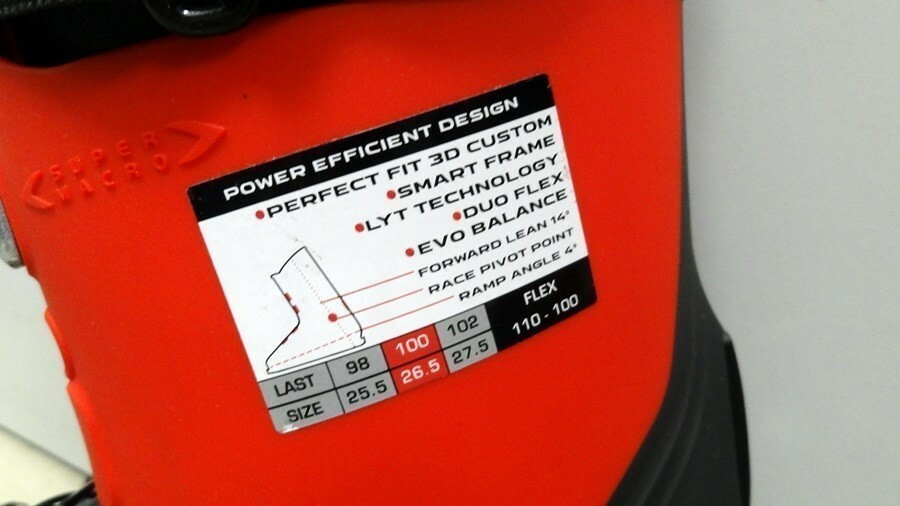 SUPER
MACRO
POWER EFFICIENT DESIGN
•PERFECT FIT 3D CUSTOM
•SMART FRAME
•LYT TECHNOLOGY
•DUO FLEX
•EVO BALANCE
FORWARD LEAN 14°
RACE PIVOT POINT
RAMP ANGLE 4°
FLEX
110 - 100
LAST 98 100 102
SIZE 25.5 26.5 27.5